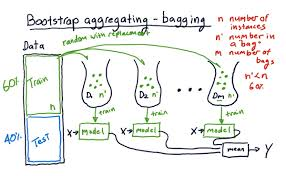 Bootstrap aggregating - bagging
Data
random with replacement
n number of
instances
n' number in
a bag
m number of
bags
n' < n
60%
60%
Train
n
40%
Test
D1
n'
D2
n'
Dm
n'
train
train
train
X → model
X → model
X → model
mean
Y